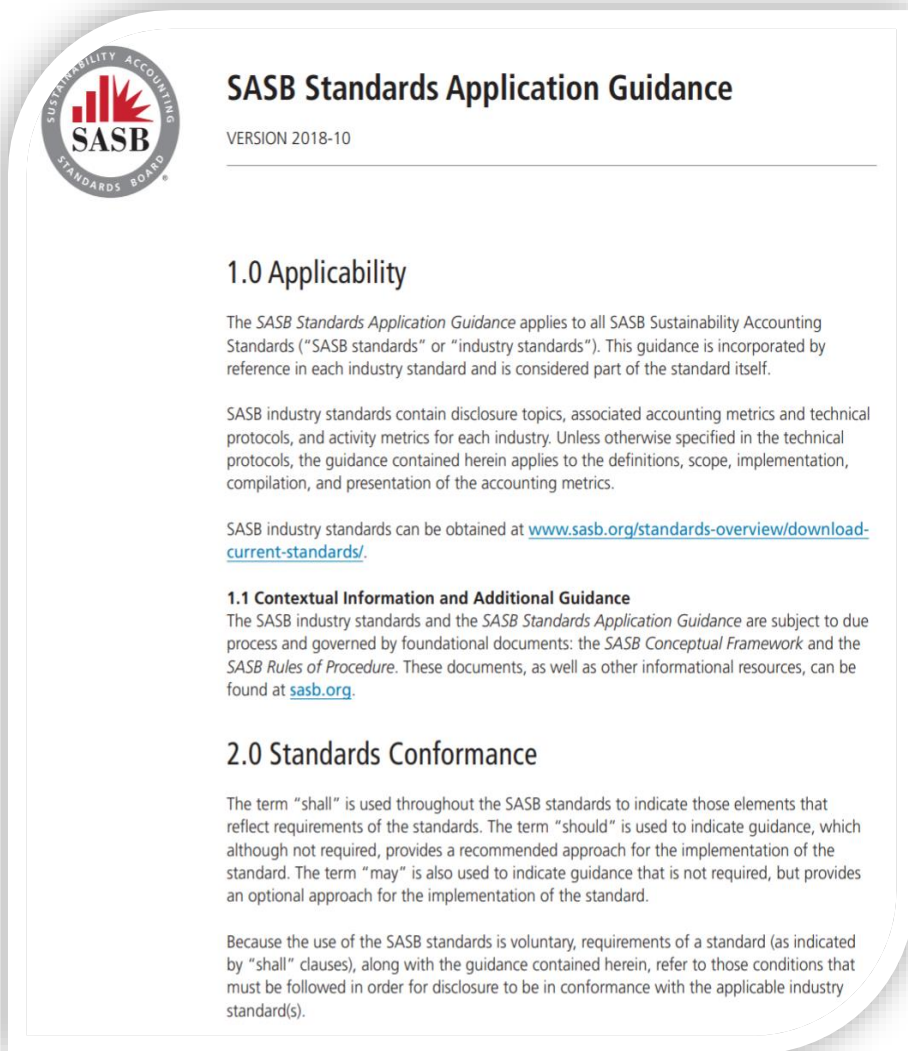 SUSTAINABILITY ACCOUNTING
SASB
STANDARDS BOARD
®
SASB Standards Application Guidance
VERSION 2018-10
1.0 Applicability
The SASB Standards Application Guidance applies to all SASB Sustainability Accounting
Standards (“SASB standards” or “industry standards”). This guidance is incorporated by
reference in each industry standard and is considered part of the standard itself.
SASB industry standards contain disclosure topics, associated accounting metrics and technical
protocols, and activity metrics for each industry. Unless otherwise specified in the technical
protocols, the guidance contained herein applies to the definitions, scope, implementation,
compilation, and presentation of the accounting metrics.
SASB industry standards can be obtained at www.sasb.org/standards-overview/download-
current-standards/.
1.1 Contextual Information and Additional Guidance
The SASB industry standards and the SASB Standards Application Guidance are subject to due
process and governed by foundational documents: the SASB Conceptual Framework and the
SASB Rules of Procedure. These documents, as well as other informational resources, can be
found at sasb.org.
2.0 Standards Conformance
The term “shall” is used throughout the SASB standards to indicate those elements that
reflect requirements of the standards. The term “should” is used to indicate guidance, which
although not required, provides a recommended approach for the implementation of the
standard. The term “may” is also used to indicate guidance that is not required, but provides
an optional approach for the implementation of the standard.
Because the use of the SASB standards is voluntary, requirements of a standard (as indicated
by “shall” clauses), along with the guidance contained herein, refer to those conditions that
must be followed in order for disclosure to be in conformance with the applicable industry
standard(s).